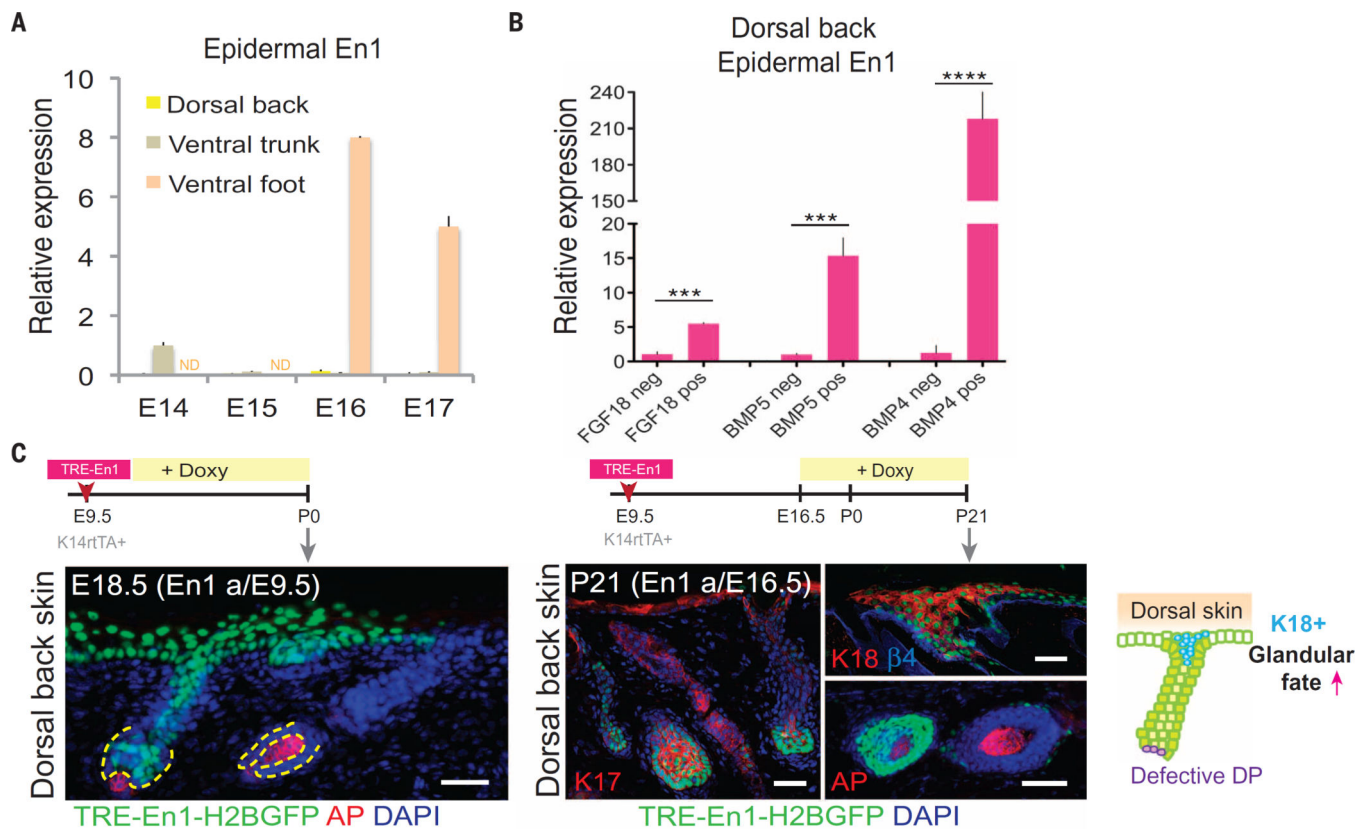 A
Epidermal En1
Relative expression
10
8
6
4
2
0
Dorsal back
Ventral trunk
Ventral foot
ND
ND
E14
E15
E16
E17
B
Dorsal back
Epidermal En1
Relative expression
240
210
150
20
15
10
5
0
***
***
****
FGF18 neg
FGF18 pos
BMP5 neg
BMP5 pos
BMP4 neg
BMP4 pos
C
TRE-En1
+ Doxy
E9.5
P0
K14rtTA+
Dorsal back skin
E18.5 (En1 a/E9.5)
TRE-En1-H2BGFP AP DAPI
TRE-En1
+ Doxy
E9.5
E16.5
P0
P21
K14rtTA+
Dorsal back skin
P21 (En1 a/E16.5)
K17
K18 β4
AP
TRE-En1-H2BGFP DAPI
Dorsal skin
K18+
Glandular
fate
Defective DP